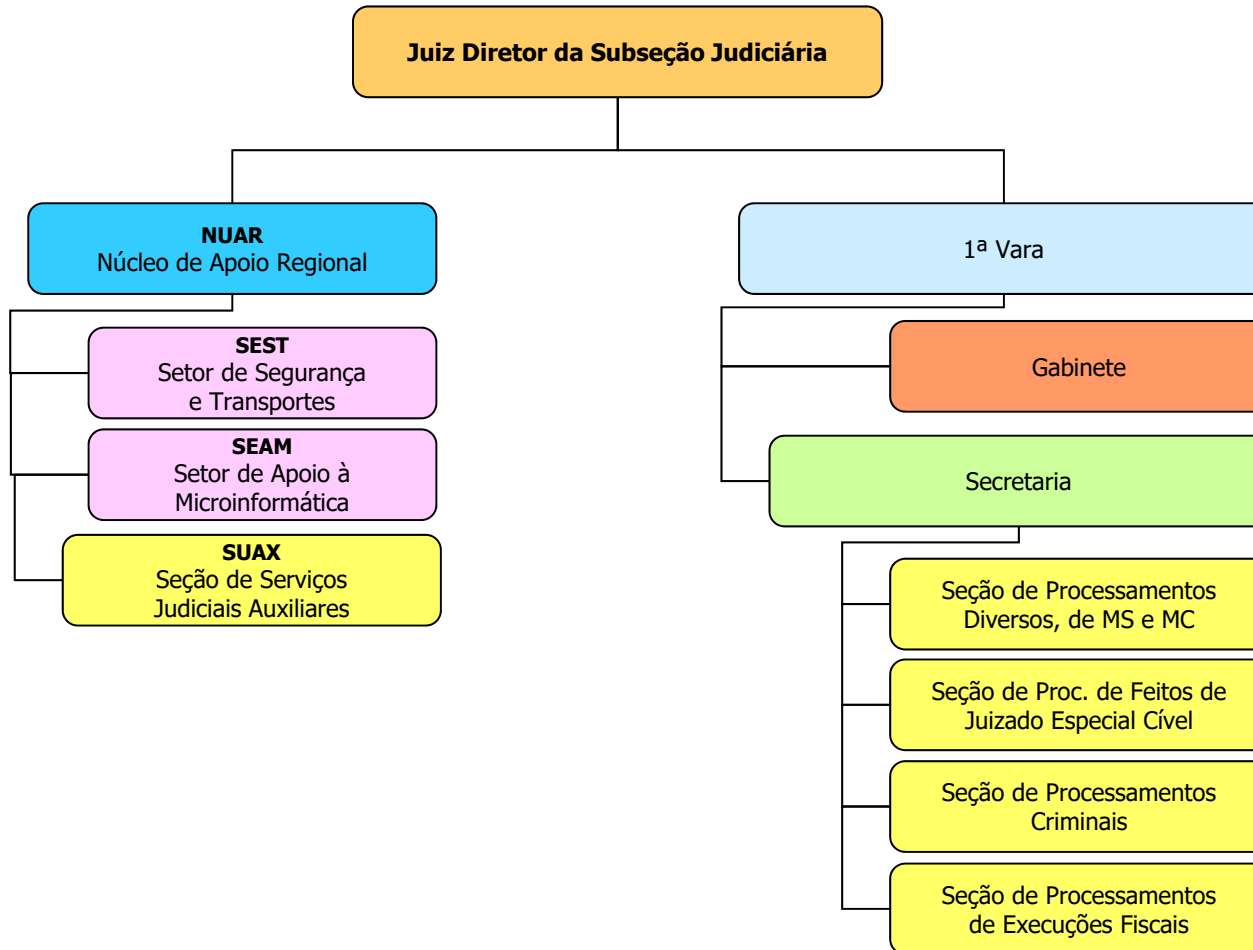 Juiz Diretor da Subseção Judiciária
NUAR
Núcleo de Apoio Regional
SEST
Setor de Segurança
e Transportes
SEAM
Setor de Apoio à
Microinformática
SUAX
Seção de Serviços
Judiciais Auxiliares
1ª Vara
Gabinete
Secretaria
Seção de Processamentos
Diversos, de MS e MC
Seção de Proc. de Feitos de
Juizado Especial Cível
Seção de Processamentos
Criminais
Seção de Processamentos
de Execuções Fiscais